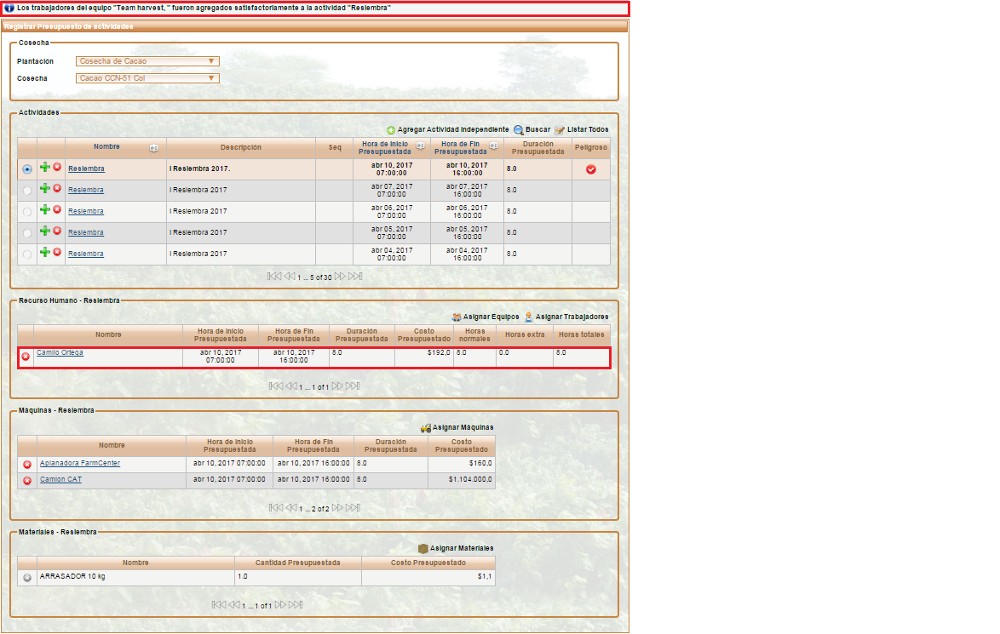 Los trabajadores del equipo "Team harvest, " fueron agregados satisfactoriamente a la actividad "Resiembra"
Registrar Presupuesto de actividades
Cosecha
Plantación Cosecha de Cacao
Cosecha Cacao CCN-51 Col
Actividades
Agregar Actividad Independiente Buscar Listar Todos
Nombre Descripción Seq Hora de Inicio Presupuestada Hora de Fin Presupuestada Duración Presupuestada Peligroso
Resiembra I Resiembra 2017. abr 10, 2017 07:00:00 abr 10, 2017 16:00:00 8.0
Resiembra I Resiembra 2017 abr 07, 2017 07:00:00 abr 07, 2017 16:00:00 8.0
Resiembra I Resiembra 2017 abr 06, 2017 07:00:00 abr 06, 2017 16:00:00 8.0
Resiembra I Resiembra 2017 abr 05, 2017 07:00:00 abr 05, 2017 16:00:00 8.0
Resiembra I Resiembra 2017 abr 04, 2017 07:00:00 abr 04, 2017 16:00:00 8.0
1 ... 5 of 30
Recurso Humano - Resiembra
Asignar Equipos Asignar Trabajadores
Nombre Hora de Inicio Presupuestada Hora de Fin Presupuestada Duración Presupuestada Costo Presupuestado Horas normales Horas extra Horas totales
Camilo Ortega abr 10, 2017 07:00:00 abr 10, 2017 16:00:00 8.0 $192,0 8.0 0.0 8.0
1 ... 1 of 1
Máquinas - Resiembra
Asignar Máquinas
Nombre Hora de Inicio Presupuestada Hora de Fin Presupuestada Duración Presupuestada Costo Presupuestado
Aplanadora FarmCenter abr 10, 2017 07:00:00 abr 10, 2017 16:00:00 8.0 $160,0
Camion CAT abr 10, 2017 07:00:00 abr 10, 2017 16:00:00 8.0 $1.104.000,0
1 ... 2 of 2
Materiales - Resiembra
Asignar Materiales
Nombre Cantidad Presupuestada Costo Presupuestado
ARRASADOR 10 kg 1.0 $1,1
1 ... 1 of 1